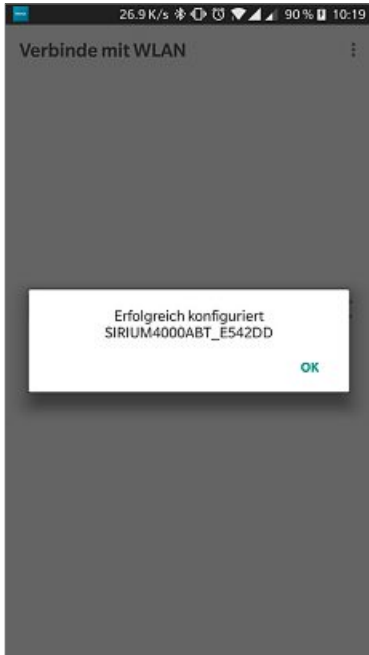 26.9 K/s 90 % 10:19
Verbinde mit WLAN
Erfolgreich konfiguriert
SIRIUM4000ABT_E542DD
OK